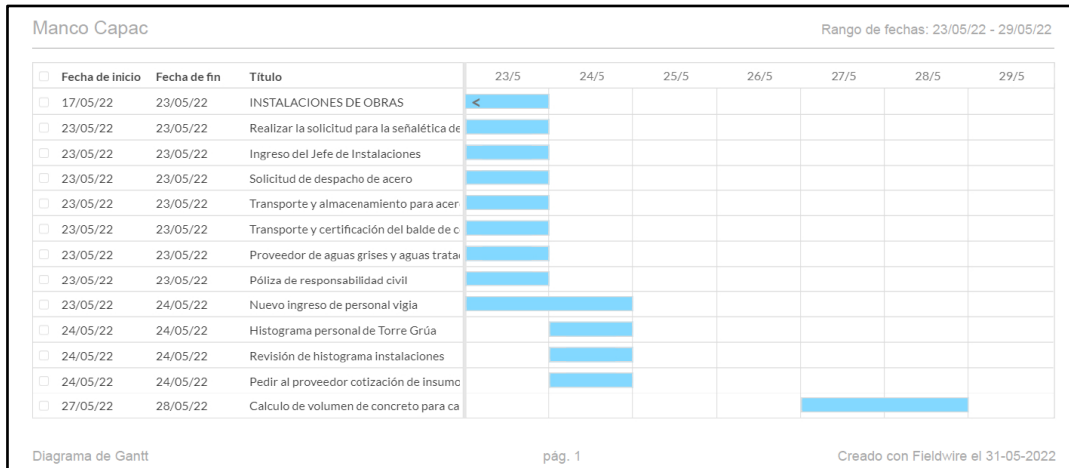 Manco Capac Rango de fechas: 23/05/22 - 29/05/22
Fecha de inicio Fecha de fin Título 23/5 24/5 25/5 26/5 27/5 28/5 29/5
17/05/22 23/05/22 INSTALACIONES DE OBRAS <
23/05/22 23/05/22 Realizar la solicitud para la señalética de
23/05/22 23/05/22 Ingreso del Jefe de Instalaciones
23/05/22 23/05/22 Solicitud de despacho de acero
23/05/22 23/05/22 Transporte y almacenamiento para acer
23/05/22 23/05/22 Transporte y certificación del balde de c
23/05/22 23/05/22 Proveedor de aguas grises y aguas trata
23/05/22 23/05/22 Póliza de responsabilidad civil
23/05/22 24/05/22 Nuevo ingreso de personal vigia
24/05/22 24/05/22 Histograma personal de Torre Grúa
24/05/22 24/05/22 Revisión de histograma instalaciones
24/05/22 24/05/22 Pedir al proveedor cotización de insumo
27/05/22 28/05/22 Calculo de volumen de concreto para ca
Diagrama de Gantt pág. 1 Creado con Fieldwire el 31-05-2022